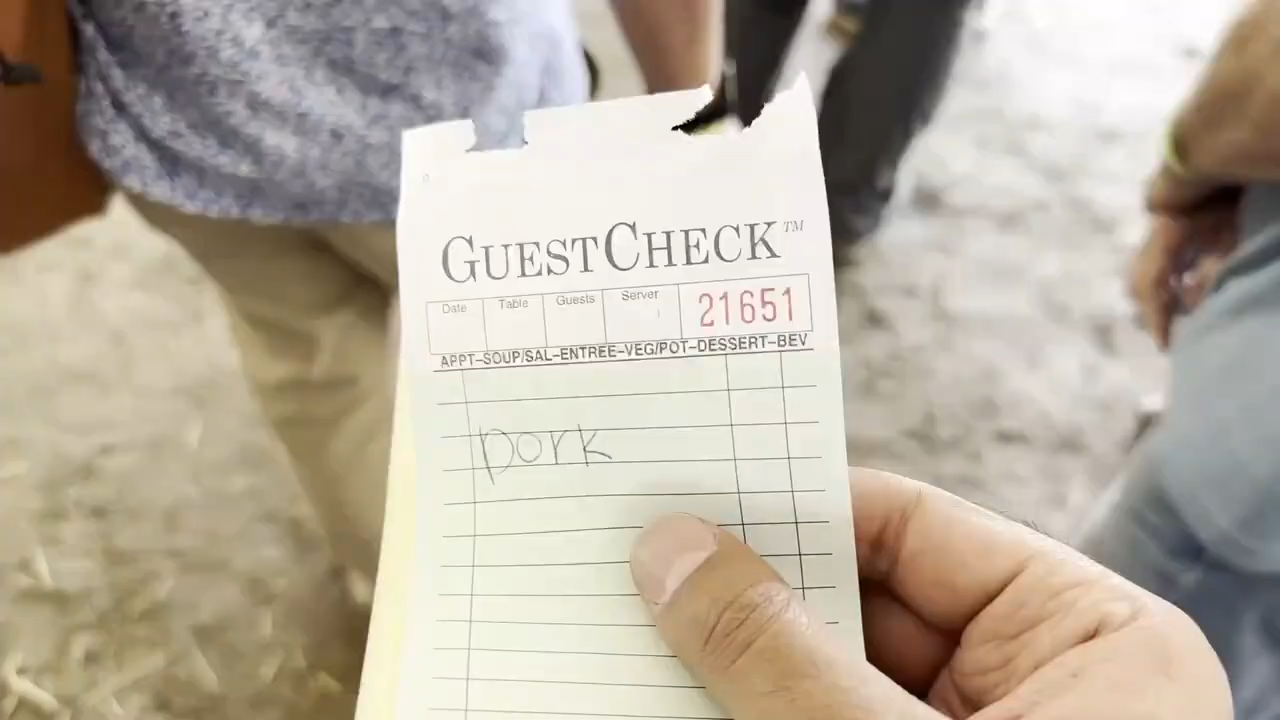 GUESTCHECK™
Date Table Guests Server 21651
APPT–SOUP/SAL–ENTREE–VEG/POT–DESSERT–BEV
pork